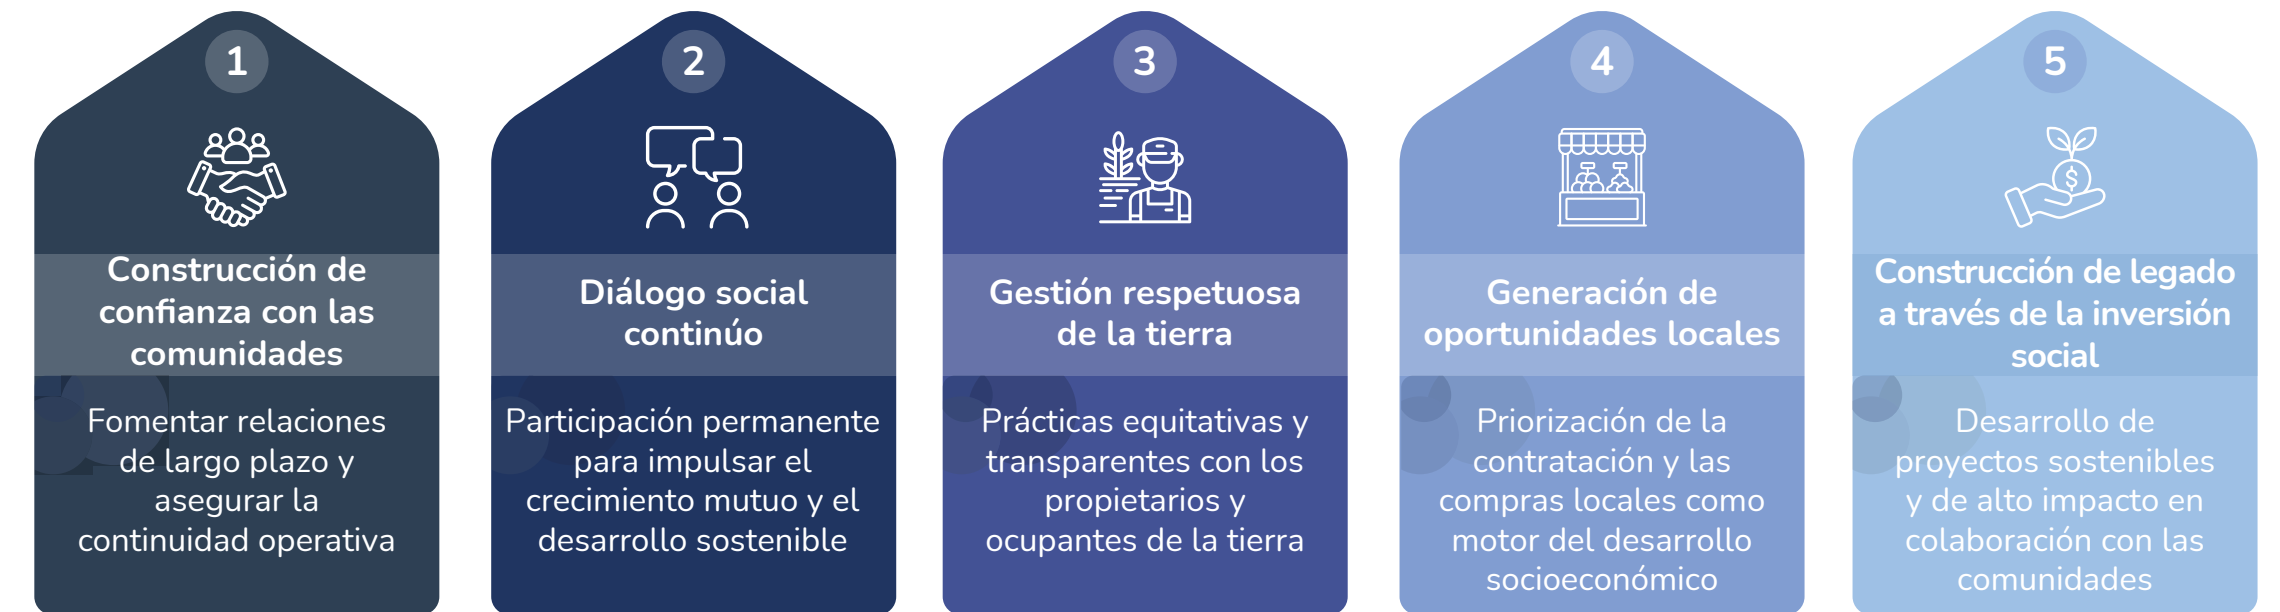 1
Construcción de
confianza con las
comunidades
Fomentar relaciones
de largo plazo y
asegurar la
continuidad operativa
2
Diálogo social
continúo
Participación permanente
para impulsar el
crecimiento mutuo y el
desarrollo sostenible
3
Gestión respetuosa
de la tierra
Prácticas equitativas y
transparentes con los
propietarios y
ocupantes de la tierra
4
Generación de
oportunidades locales
Priorización de la
contratación y las
compras locales como
motor del desarrollo
socioeconómico
5
Construcción de legado
a través de la inversión
social
Desarrollo de
proyectos sostenibles
y de alto impacto en
colaboración con las
comunidades
$